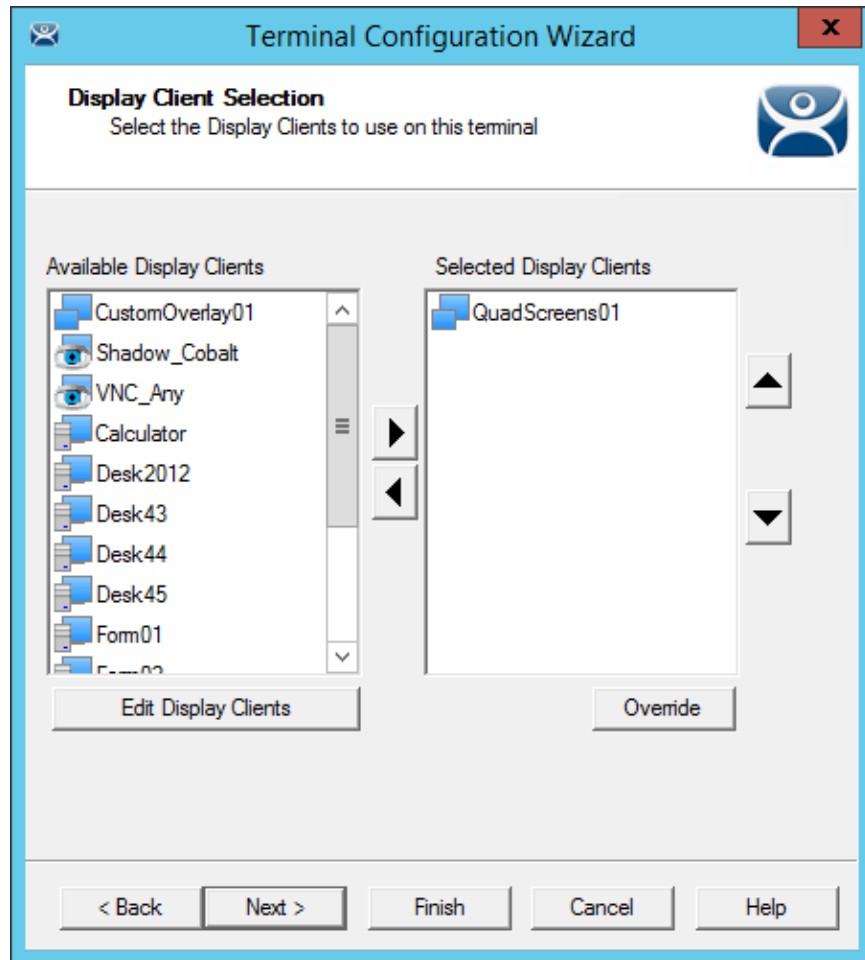 Terminal Configuration Wizard
x
Display Client Selection
Select the Display Clients to use on this terminal
Available Display Clients
Selected Display Clients
CustomOverlay01
Shadow_Cobalt
VNC_Any
Calculator
Desk2012
Desk43
Desk44
Desk45
Form01
QuadScreens01
Edit Display Clients
Override
< Back
Next >
Finish
Cancel
Help